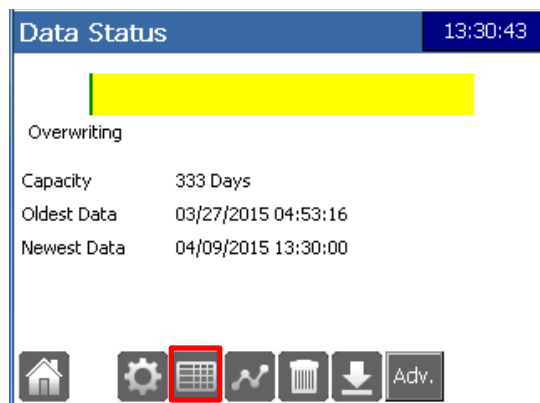 Data Status 13:30:43
Overwriting
Capacity 333 Days
Oldest Data 03/27/2015 04:53:16
Newest Data 04/09/2015 13:30:00
Adv.